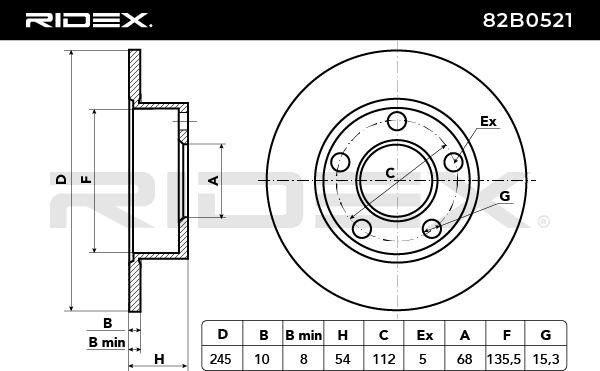 RIDEX. 82B0521
RIDEX®
D
F
A
B
B min
H
C
Ex
G
D B B min H C Ex A F G
245 10 8 54 112 5 68 135,5 15,3